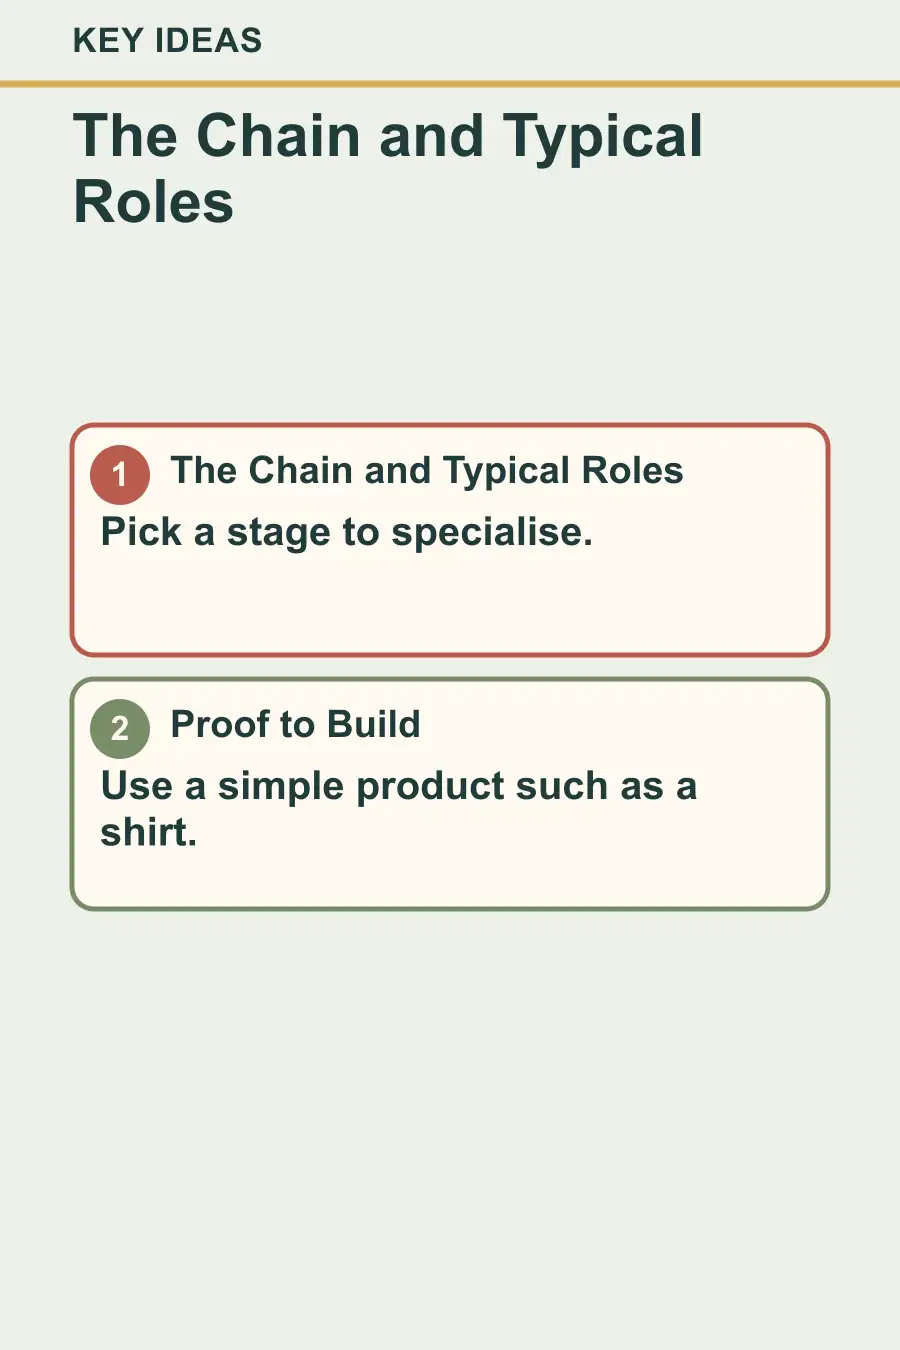 KEY IDEAS
The Chain and Typical
Roles
1 The Chain and Typical Roles
Pick a stage to specialise.
2 Proof to Build
Use a simple product such as a
shirt.